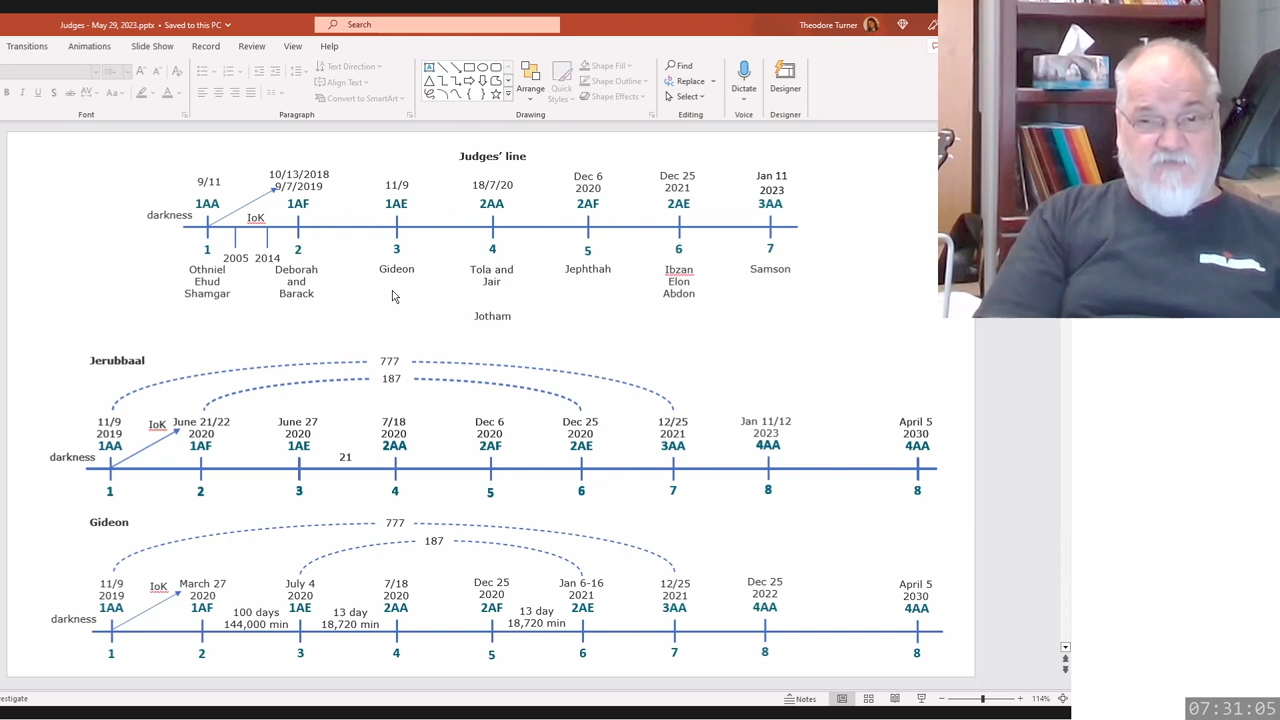 Judges - May 29, 2023.pptx • Saved to this PC
Search
Theodore Turner
Transitions Animations Slide Show Record Review View Help
Text Direction
Align Text
Convert to SmartArt
Arrange
Quick Styles
Shape Fill
Shape Outline
Shape Effects
Find
Replace
Select
Dictate
Designer
Font Paragraph Drawing Editing Voice Designer
Judges' line
9/11
10/13/2018
9/7/2019
11/9
18/7/20
Dec 6
2020
Dec 25
2021
Jan 11
2023
1AA 1AF 1AE 2AA 2AF 2AE 3AA
darkness IoK
1 2 3 4 5 6 7
2005 2014
Othniel
Ehud
Shamgar
Deborah
and
Barack
Gideon
Tola and
Jair
Jephthah
Ibzan
Elon
Abdon
Samson
Jotham
Jerubbaal
777
187
11/9
2019
1AA
IoK
June 21/22
2020
1AF
June 27
2020
1AE
7/18
2020
2AA
Dec 6
2020
2AF
Dec 25
2020
2AE
12/25
2021
3AA
Jan 11/12
2023
4AA
April 5
2030
4AA
darkness
21
1 2 3 4 5 6 7 8 8
Gideon
777
187
11/9
2019
1AA
IoK
March 27
2020
1AF
100 days
144,000 min
July 4
2020
1AE
13 day
18,720 min
7/18
2020
2AA
Dec 25
2020
2AF
13 day
18,720 min
Jan 6-16
2021
2AE
12/25
2021
3AA
Dec 25
2022
4AA
April 5
2030
4AA
darkness
1 2 3 4 5 6 7 8 8
estigate
Notes
114%
07:31:05